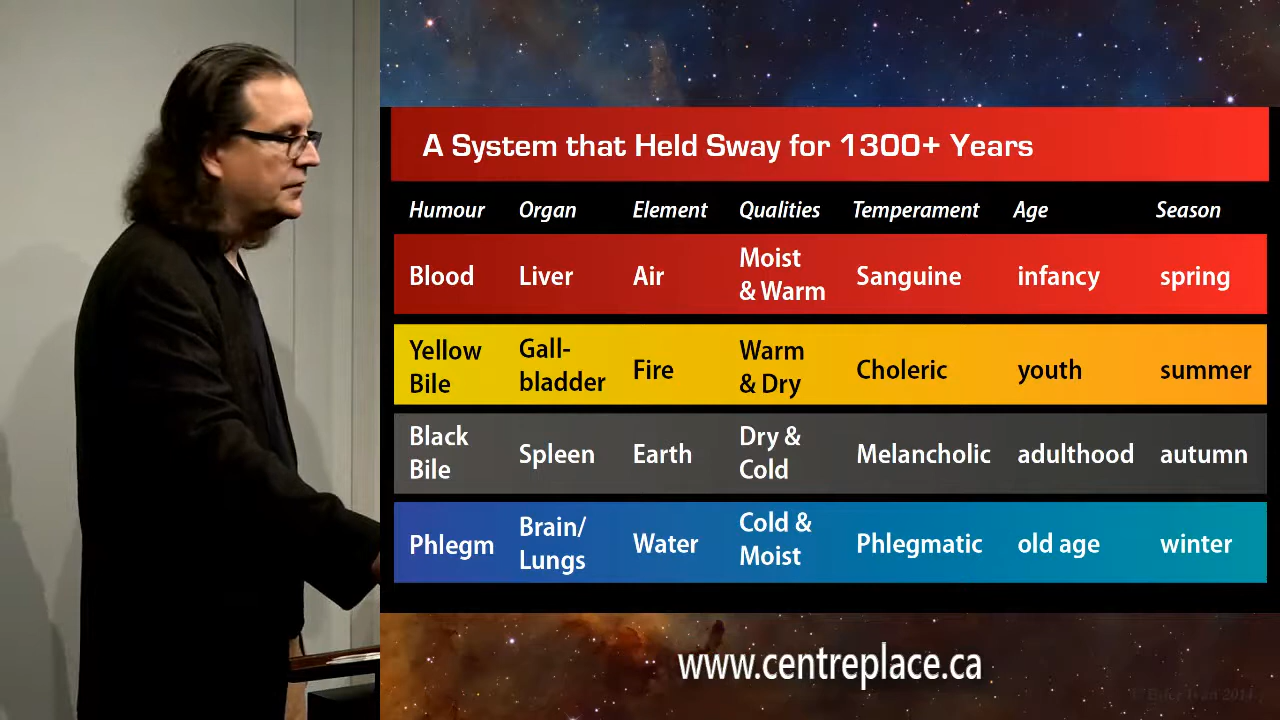 A System that Held Sway for 1300+ Years
Humour Organ Element Qualities Temperament Age Season
Blood Liver Air Moist & Warm Sanguine infancy spring
Yellow Bile Gall-bladder Fire Warm & Dry Choleric youth summer
Black Bile Spleen Earth Dry & Cold Melancholic adulthood autumn
Phlegm Brain/Lungs Water Cold & Moist Phlegmatic old age winter
www.centreplace.ca